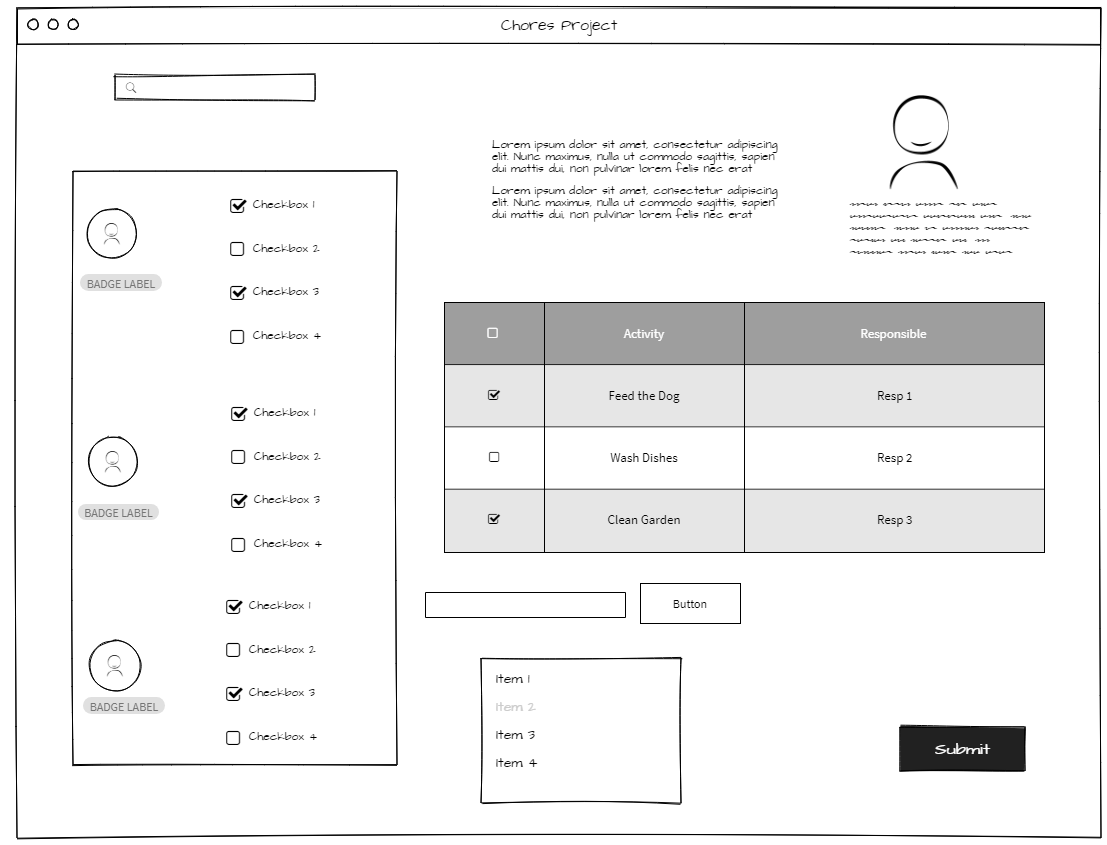 Chores Project
Lorem ipsum dolor sit amet, consectetur adipiscing
elit. Nunc maximus, nulla ut commodo sagittis, sapien
dui mattis dui, non pulvinar lorem felis nec erat
Lorem ipsum dolor sit amet, consectetur adipiscing
elit. Nunc maximus, nulla ut commodo sagittis, sapien
dui mattis dui, non pulvinar lorem felis nec erat
Checkbox 1
Checkbox 2
BADGE LABEL
Checkbox 3
Checkbox 4
Checkbox 1
Checkbox 2
Checkbox 3
BADGE LABEL
Checkbox 4
Checkbox 1
Checkbox 2
Checkbox 3
BADGE LABEL
Checkbox 4
Activity Responsible
Feed the Dog Resp 1
Wash Dishes Resp 2
Clean Garden Resp 3
Button
Item 1
Item 2
Item 3
Item 4
Submit